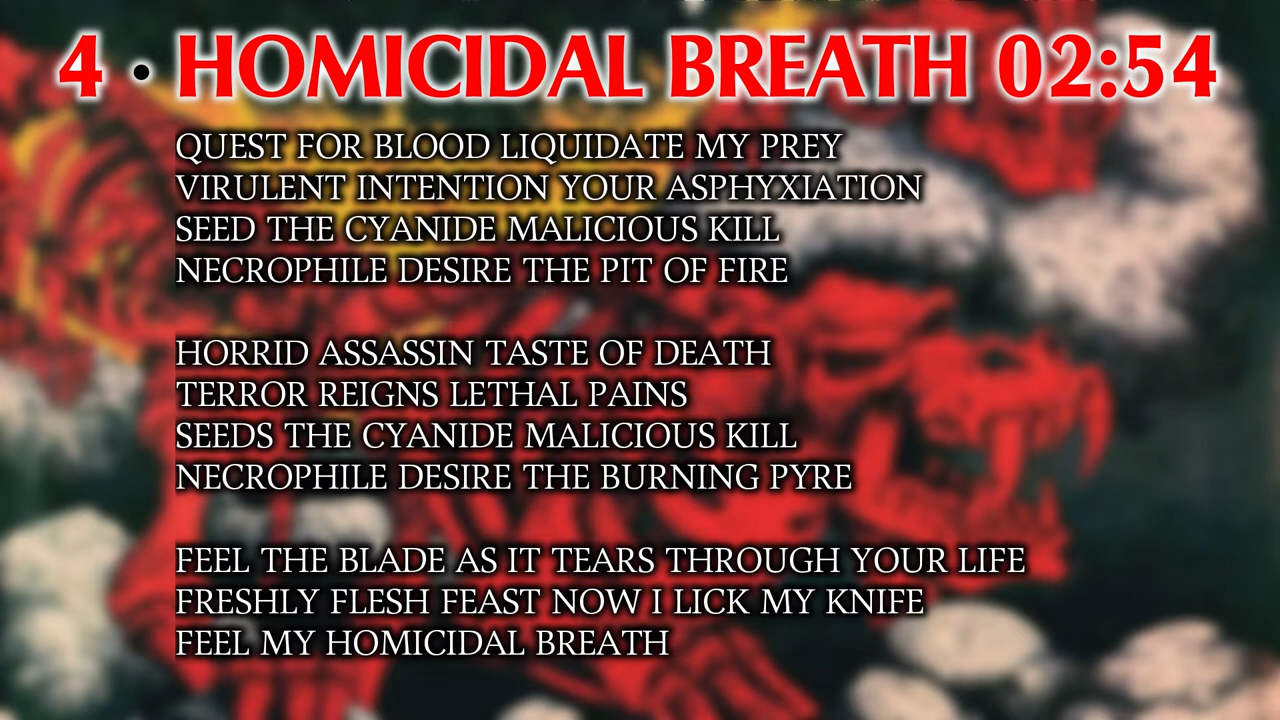 4 • HOMICIDAL BREATH 02:54
QUEST FOR BLOOD LIQUIDATE MY PREY
VIRULENT INTENTION YOUR ASPHYXIATION
SEED THE CYANIDE MALICIOUS KILL
NECROPHILE DESIRE THE PIT OF FIRE
HORRID ASSASSIN TASTE OF DEATH
TERROR REIGNS LETHAL PAINS
SEEDS THE CYANIDE MALICIOUS KILL
NECROPHILE DESIRE THE BURNING PYRE
FEEL THE BLADE AS IT TEARS THROUGH YOUR LIFE
FRESHLY FLESH FEAST NOW I LICK MY KNIFE
FEEL MY HOMICIDAL BREATH